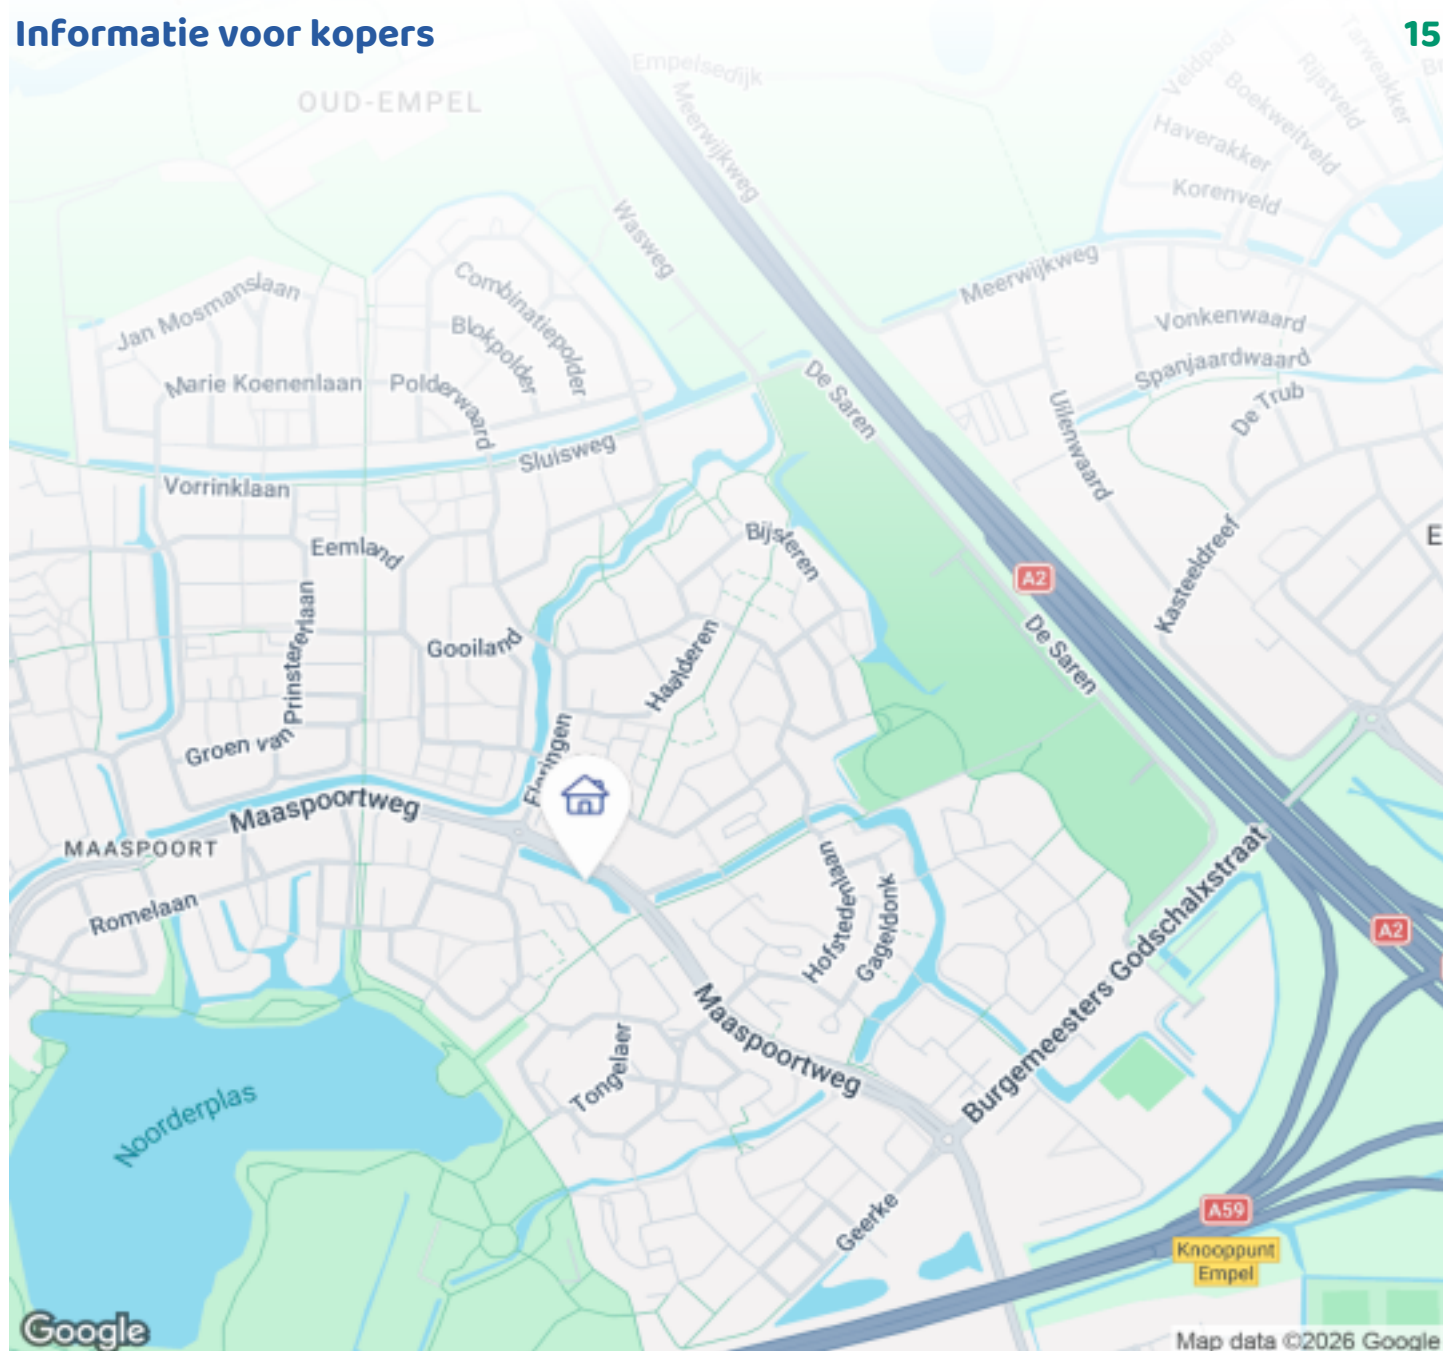 Informatie voor kopers
15
Empelsedijk
OUD-EMPEL
Meerwijkweg
Veldpad
Boekweitveld
Rijstveld
Tarweakker
Haverakker
Korenveld
Wasweg
Meerwijkweg
Jan Mosmanslaan
Combinatiepolder
Blokpolder
Marie Koenenlaan
Polderwaard
Vonkenwaard
Spanjaardwaard
De Trub
De Saren
Uilenwaard
Sluisweg
Vorrinklaan
Eemland
Bijsteren
A2
Kasteeldreef
E
Groen van Prinstererlaan
Gooiland
Haalderen
De Saren
Flaringen
Maaspoortweg
MAASPOORT
Romelaan
Hofstedenlaan
Gageldonk
Burgemeesters Godschalxstraat
A2
Maaspoortweg
Tongelaer
Noorderplas
Geerke
A59
Knooppunt
Empel
Google
Map data ©2026 Google